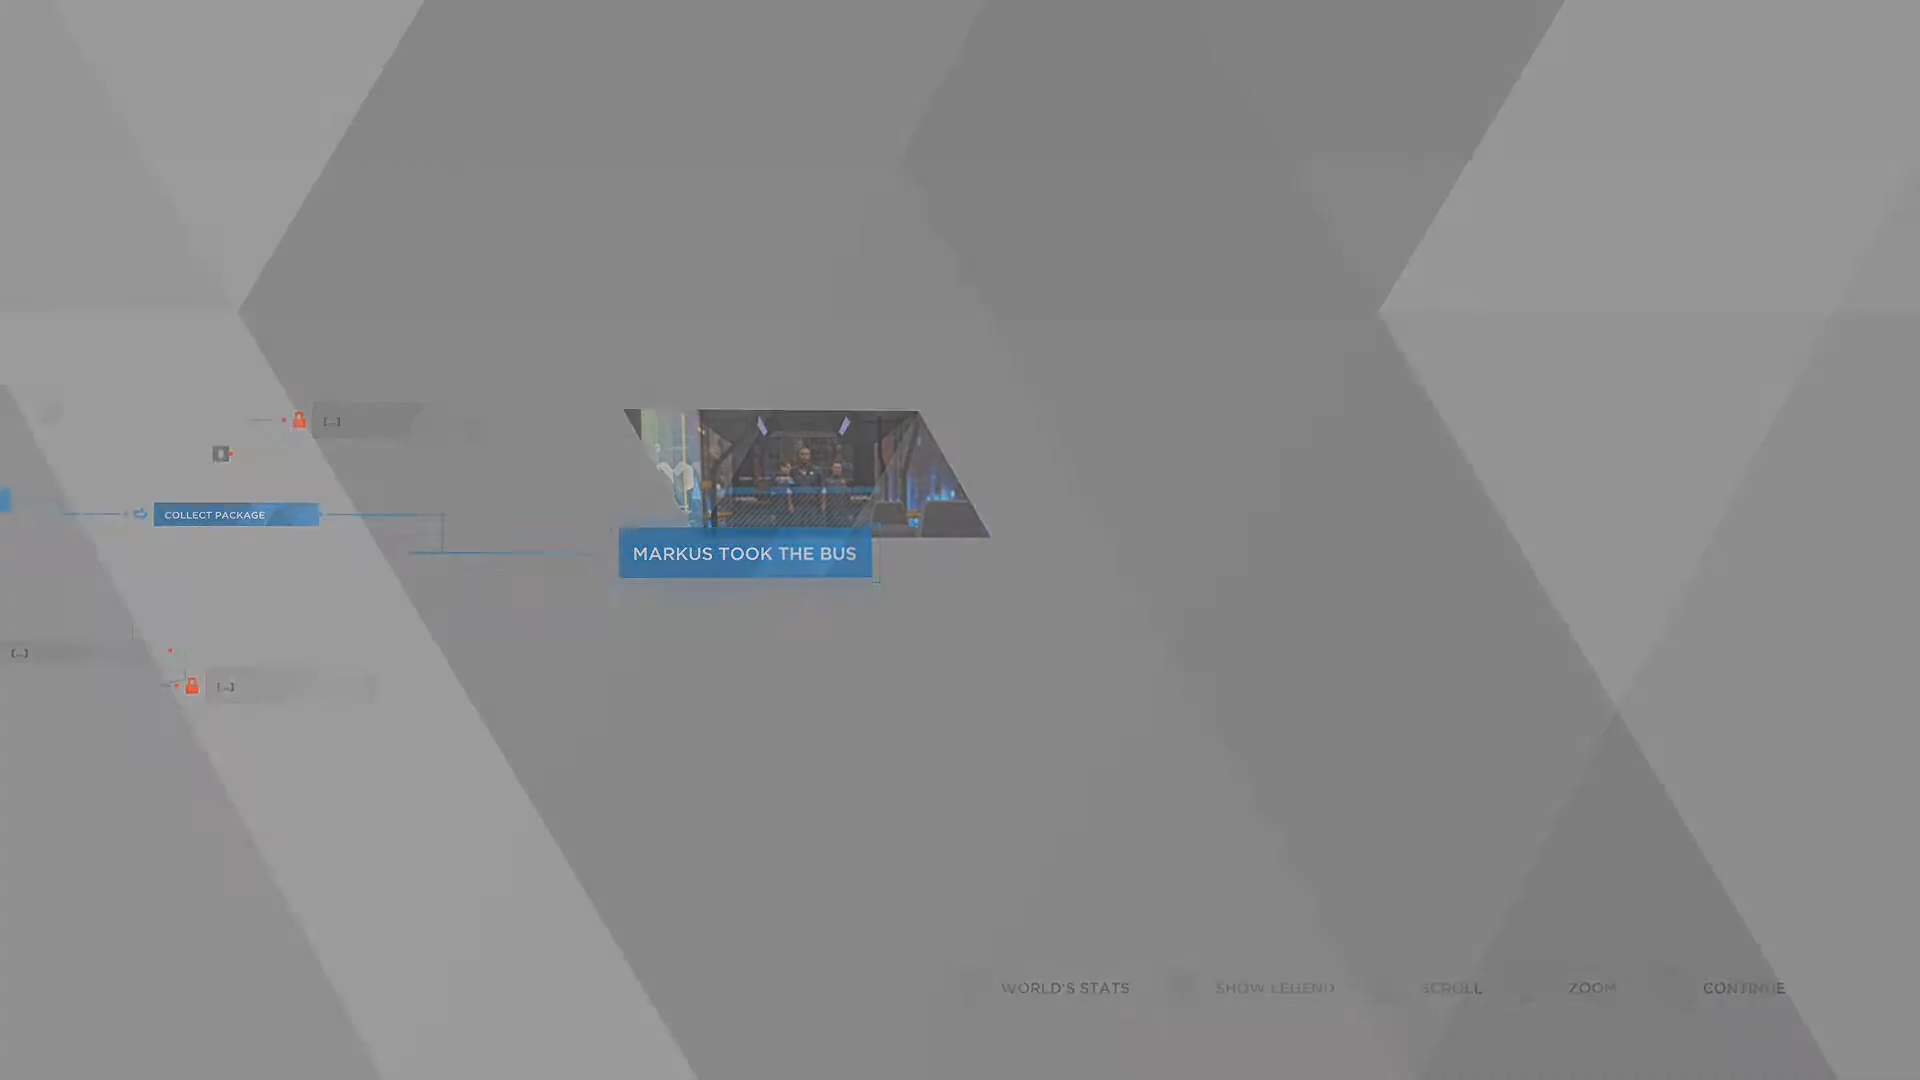 [...]
COLLECT PACKAGE
MARKUS TOOK THE BUS
[...]
[...]
WORLD'S STATS
SHOW LEGEND
SCROLL
ZOOM
CONTINUE